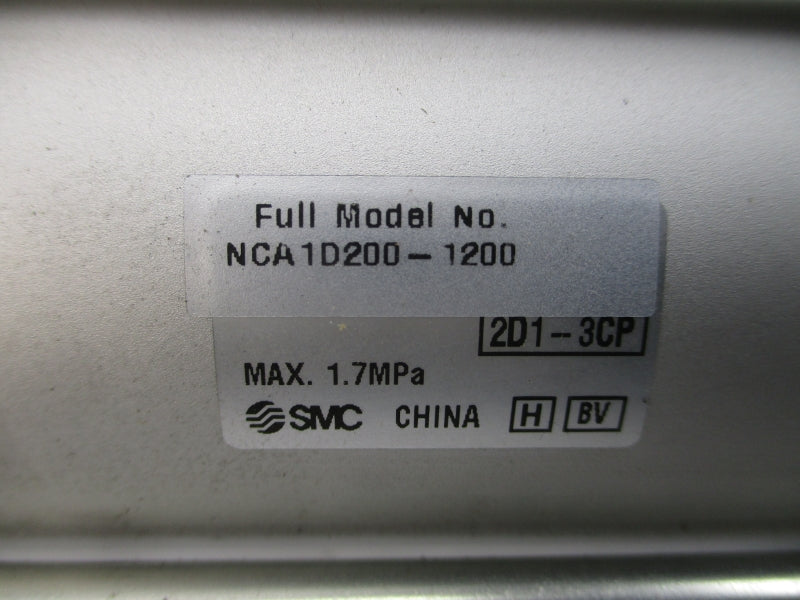 Full Model No.
NCA1D200-1200
2D1-3CP
MAX. 1.7MPa
SMC CHINA H BV